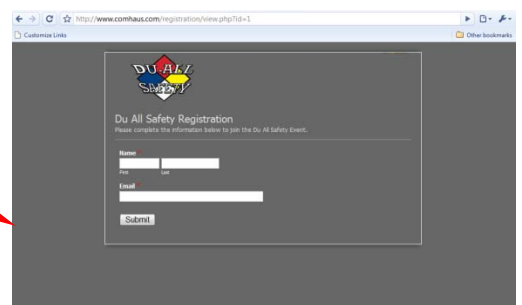 http://www.comhaus.com/registration/view.php?id=1
Customize Links
Other bookmarks
DU-ALL
SAFETY
Du All Safety Registration
Please complete the information below to join the Du All Safety Event.
Name *
First Last
Email *
Submit